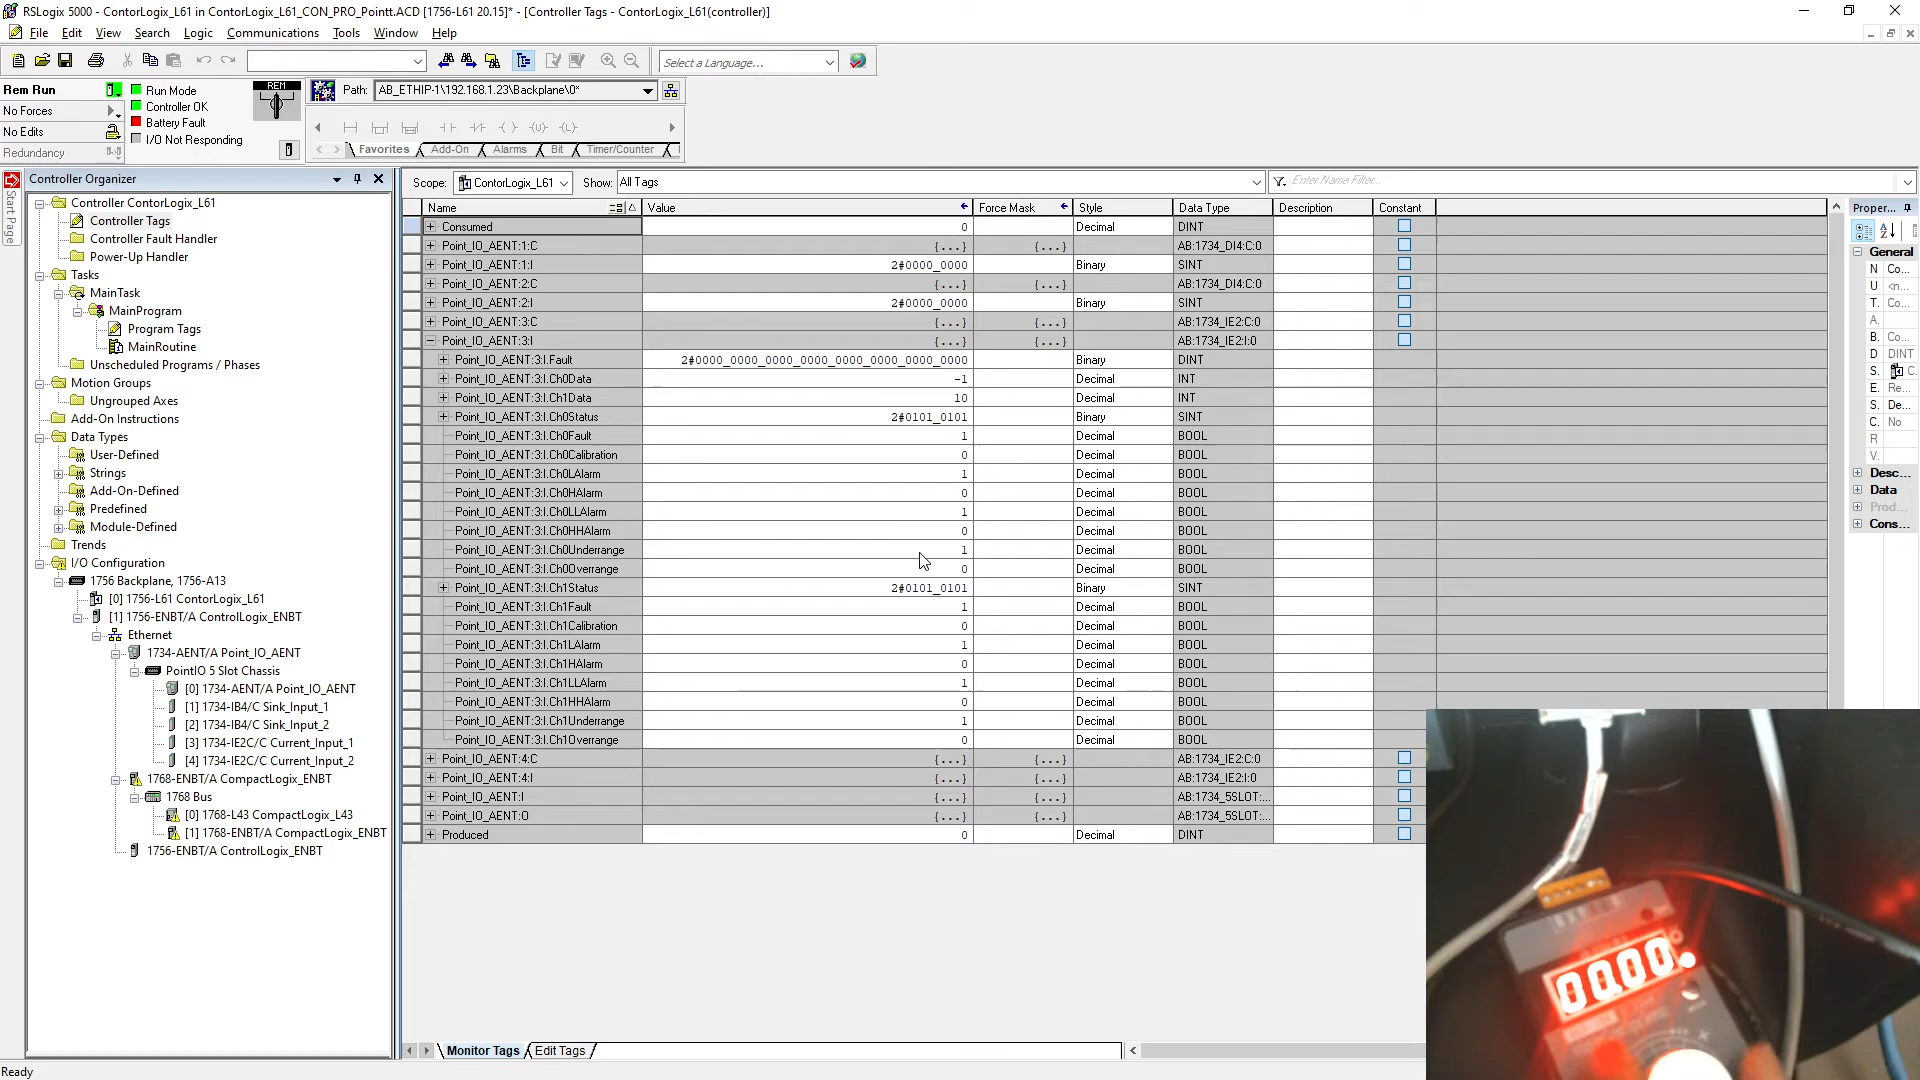 RSLogix 5000 - ContorLogix_L61 in ContorLogix_L61_CON_PRO_Pointt.ACD [1756-L61 20.15]* - [Controller Tags - ContorLogix_L61(controller)]
File Edit View Search Logic Communications Tools Window Help
Select a Language...
Rem Run
No Forces
No Edits
Redundancy
Run Mode
Controller OK
Battery Fault
I/O Not Responding
REM
Path: AB_ETHIP-1\192.168.1.23\Backplane\0*
Favorites Add-On Alarms Bit Timer/Counter
Start Page
Controller Organizer
Controller ContorLogix_L61
Controller Tags
Controller Fault Handler
Power-Up Handler
Tasks
MainTask
MainProgram
Program Tags
MainRoutine
Unscheduled Programs / Phases
Motion Groups
Ungrouped Axes
Add-On Instructions
Data Types
User-Defined
Strings
Add-On-Defined
Predefined
Module-Defined
Trends
I/O Configuration
1756 Backplane, 1756-A13
[0] 1756-L61 ContorLogix_L61
[1] 1756-ENBT/A ControlLogix_ENBT
Ethernet
1734-AENT/A Point_IO_AENT
PointIO 5 Slot Chassis
[0] 1734-AENT/A Point_IO_AENT
[1] 1734-IB4/C Sink_Input_1
[2] 1734-IB4/C Sink_Input_2
[3] 1734-IE2C/C Current_Input_1
[4] 1734-IE2C/C Current_Input_2
1768-ENBT/A CompactLogix_ENBT
1768 Bus
[0] 1768-L43 CompactLogix_L43
[1] 1768-ENBT/A CompactLogix_ENBT
1756-ENBT/A ControlLogix_ENBT
Scope: ContorLogix_L61 Show: All Tags Enter Name Filter...
Name Value Force Mask Style Data Type Description Constant
Consumed 0 Decimal DINT
Point_IO_AENT:1:C {...} {...} AB:1734_DI4:C:0
Point_IO_AENT:1:I 2#0000_0000 Binary SINT
Point_IO_AENT:2:C {...} {...} AB:1734_DI4:C:0
Point_IO_AENT:2:I 2#0000_0000 Binary SINT
Point_IO_AENT:3:C {...} {...} AB:1734_IE2:C:0
Point_IO_AENT:3:I {...} {...} AB:1734_IE2:I:0
Point_IO_AENT:3:I.Fault 2#0000_0000_0000_0000_0000_0000_0000_0000 Binary DINT
Point_IO_AENT:3:I.Ch0Data -1 Decimal INT
Point_IO_AENT:3:I.Ch1Data 10 Decimal INT
Point_IO_AENT:3:I.Ch0Status 2#0101_0101 Binary SINT
Point_IO_AENT:3:I.Ch0Fault 1 Decimal BOOL
Point_IO_AENT:3:I.Ch0Calibration 0 Decimal BOOL
Point_IO_AENT:3:I.Ch0LAlarm 1 Decimal BOOL
Point_IO_AENT:3:I.Ch0HAlarm 0 Decimal BOOL
Point_IO_AENT:3:I.Ch0LLAlarm 1 Decimal BOOL
Point_IO_AENT:3:I.Ch0HHAlarm 0 Decimal BOOL
Point_IO_AENT:3:I.Ch0Underrange 1 Decimal BOOL
Point_IO_AENT:3:I.Ch0Overrange 0 Decimal BOOL
Point_IO_AENT:3:I.Ch1Status 2#0101_0101 Binary SINT
Point_IO_AENT:3:I.Ch1Fault 1 Decimal BOOL
Point_IO_AENT:3:I.Ch1Calibration 0 Decimal BOOL
Point_IO_AENT:3:I.Ch1LAlarm 1 Decimal BOOL
Point_IO_AENT:3:I.Ch1HAlarm 0 Decimal BOOL
Point_IO_AENT:3:I.Ch1LLAlarm 1 Decimal BOOL
Point_IO_AENT:3:I.Ch1HHAlarm 0 Decimal BOOL
Point_IO_AENT:3:I.Ch1Underrange 1 Decimal BOOL
Point_IO_AENT:3:I.Ch1Overrange 0 Decimal BOOL
Point_IO_AENT:4:C {...} {...} AB:1734_IE2:C:0
Point_IO_AENT:4:I {...} {...} AB:1734_IE2:I:0
Point_IO_AENT:I {...} {...} AB:1734_5SLOT:...
Point_IO_AENT:O {...} {...} AB:1734_5SLOT:...
Produced 0 Decimal DINT
Proper...
General
N Co...
U <n...
T. Co...
A.
B. Co...
D DINT
S. C.
E. Re...
S. De...
C. No
R
V.
Desc...
Data
Prod...
Cons...
00.00.
Monitor Tags Edit Tags
Ready